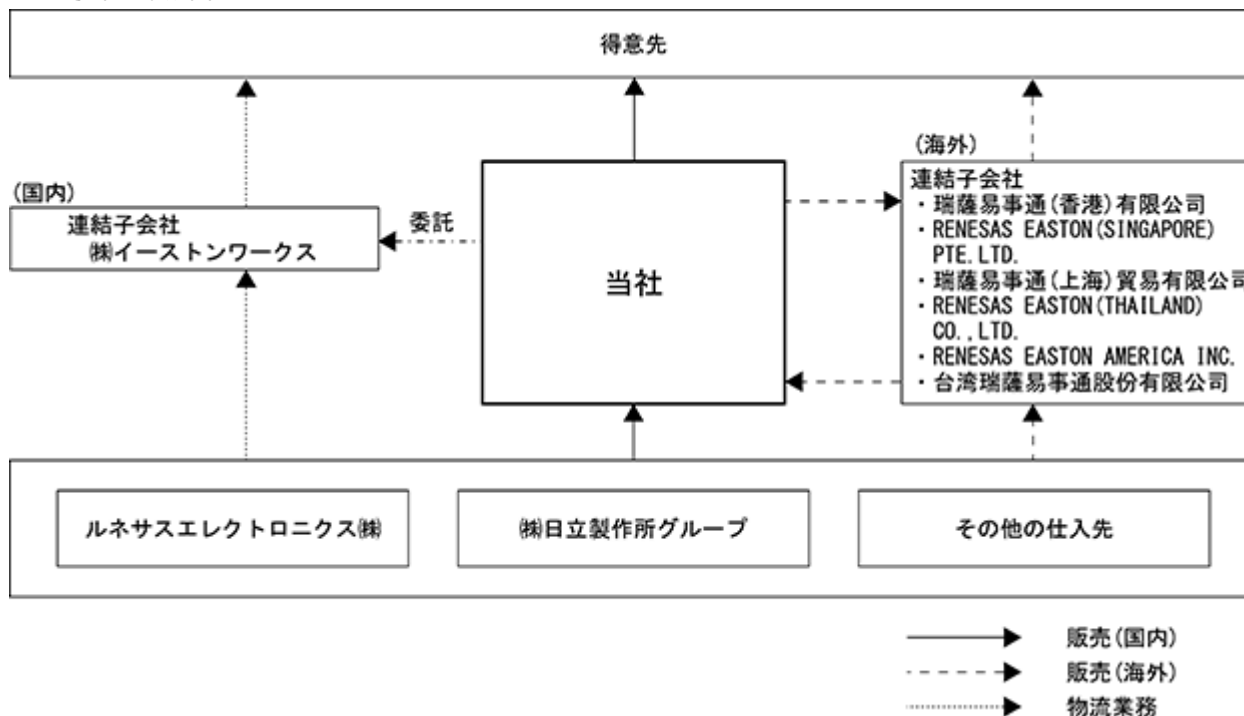 得意先
(国内)
連結子会社
㈱イーストンワークス
委託
当社
(海外)
連結子会社
・瑞薩易事通(香港)有限公司
・RENESAS EASTON(SINGAPORE)
PTE.LTD.
・瑞薩易事通(上海)貿易有限公司
・RENESAS EASTON(THAILAND)
CO.,LTD.
・RENESAS EASTON AMERICA INC.
・台湾瑞薩易事通股份有限公司
ルネサスエレクトロニクス㈱
㈱日立製作所グループ
その他の仕入先
販売(国内)
販売(海外)
物流業務